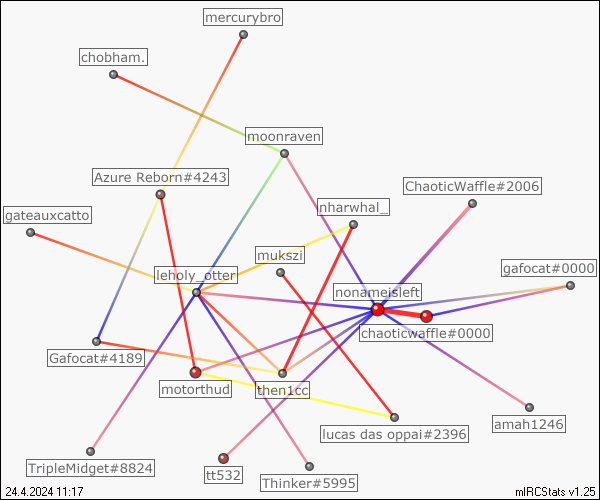 mercurybro
chobham.
moonraven
Azure Reborn#4243
ChaoticWaffle#2006
nharwhal_
gateauxcatto
mukszi
gafocat#0000
leholy_otter
nonameisleft
chaoticwaffle#0000
Gafocat#4189
motorthud
then1cc
amah1246
lucas das oppai#2396
TripleMidget#8824
tt532
Thinker#5995
24.4.2024 11:17
mIRCStats v1.25